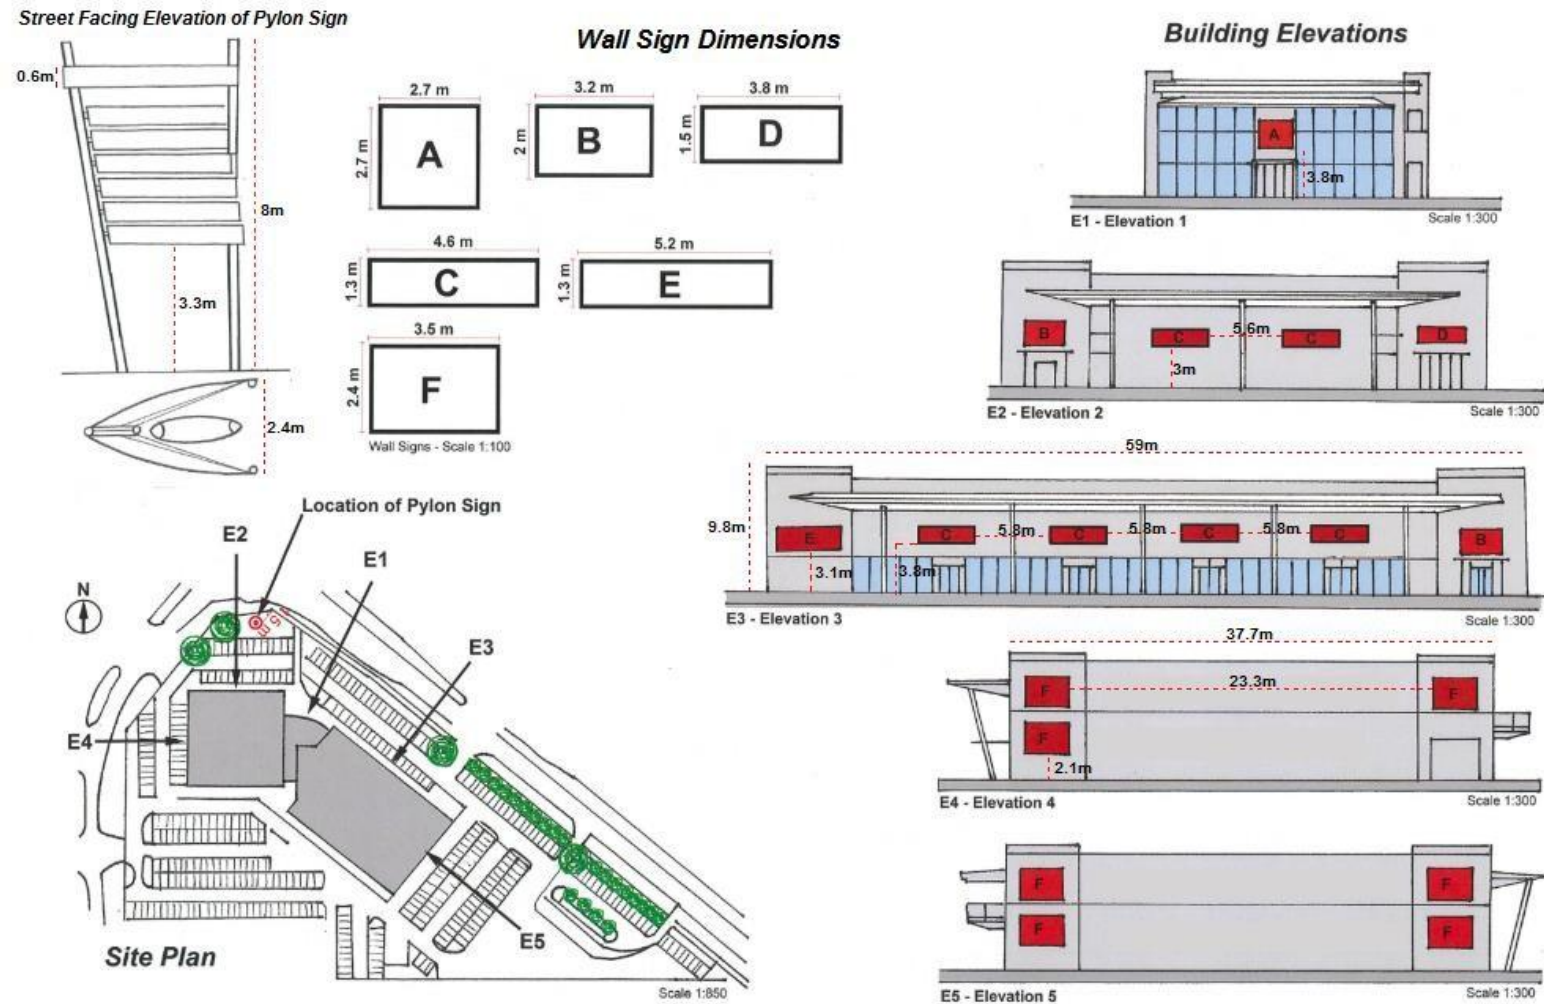 Street Facing Elevation of Pylon Sign
0.6m
8m
3.3m
2.4m
Wall Sign Dimensions
2.7 m
2.7 m
A
3.2 m
2 m
B
3.8 m
1.5 m
D
4.6 m
1.3 m
C
5.2 m
1.3 m
E
3.5 m
2.4 m
F
Wall Signs - Scale 1:100
Building Elevations
A
3.8m
E1 - Elevation 1
Scale 1:300
B
C
5.6m
C
D
3m
E2 - Elevation 2
Scale 1:300
59m
9.8m
E
C
5.8m
C
5.8m
C
5.8m
C
B
3.1m
3.8m
E3 - Elevation 3
Scale 1:300
37.7m
F
23.3m
F
F
2.1m
E4 - Elevation 4
Scale 1:300
F
F
F
F
E5 - Elevation 5
Scale 1:300
Location of Pylon Sign
E2
E1
N
E3
E4
E5
Site Plan
Scale 1:850